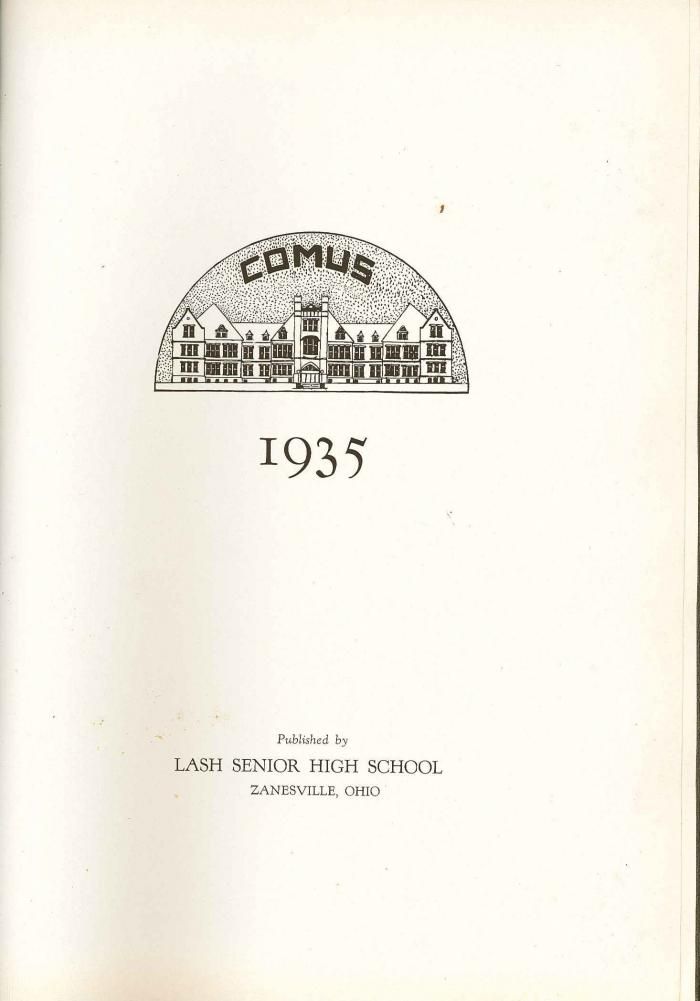 COMUS
1935
Published by
LASH SENIOR HIGH SCHOOL
ZANESVILLE, OHIO